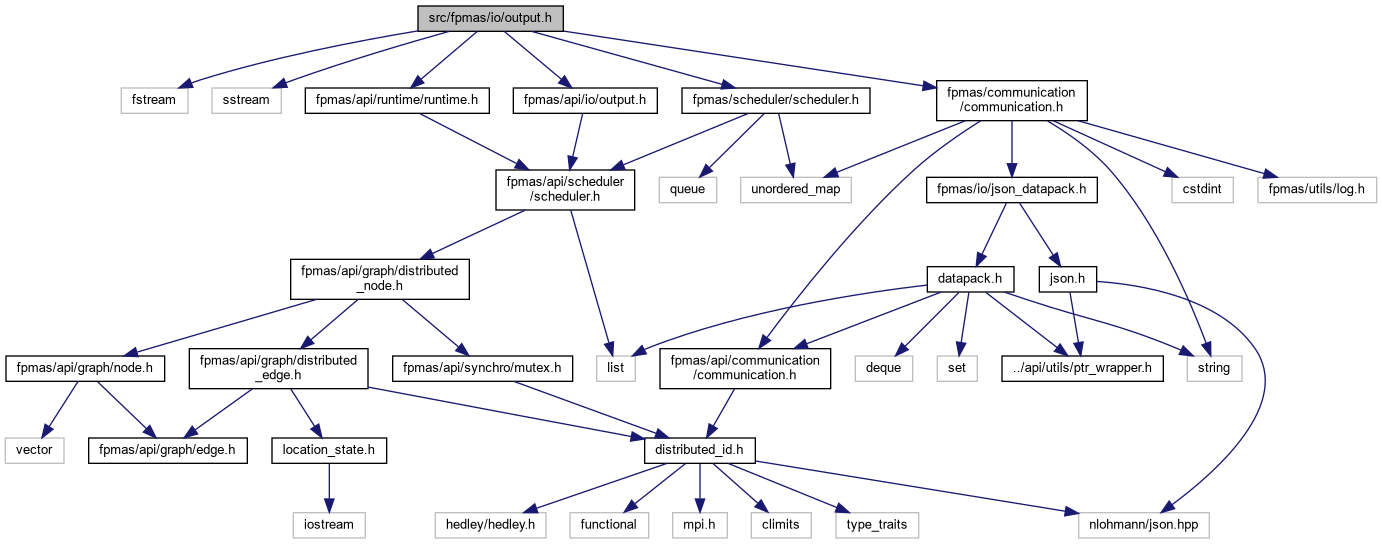 src/fpmas/io/output.h
fstream
sstream
fpmas/api/runtime/runtime.h
fpmas/api/io/output.h
fpmas/scheduler/scheduler.h
fpmas/communication
/communication.h
fpmas/api/scheduler
/scheduler.h
queue
unordered_map
fpmas/io/json_datapack.h
cstdint
fpmas/utils/log.h
fpmas/api/graph/distributed
_node.h
datapack.h
json.h
fpmas/api/graph/node.h
fpmas/api/graph/distributed
_edge.h
fpmas/api/synchro/mutex.h
list
fpmas/api/communication
/communication.h
deque
set
../api/utils/ptr_wrapper.h
string
vector
fpmas/api/graph/edge.h
location_state.h
distributed_id.h
iostream
hedley/hedley.h
functional
mpi.h
climits
type_traits
nlohmann/json.hpp